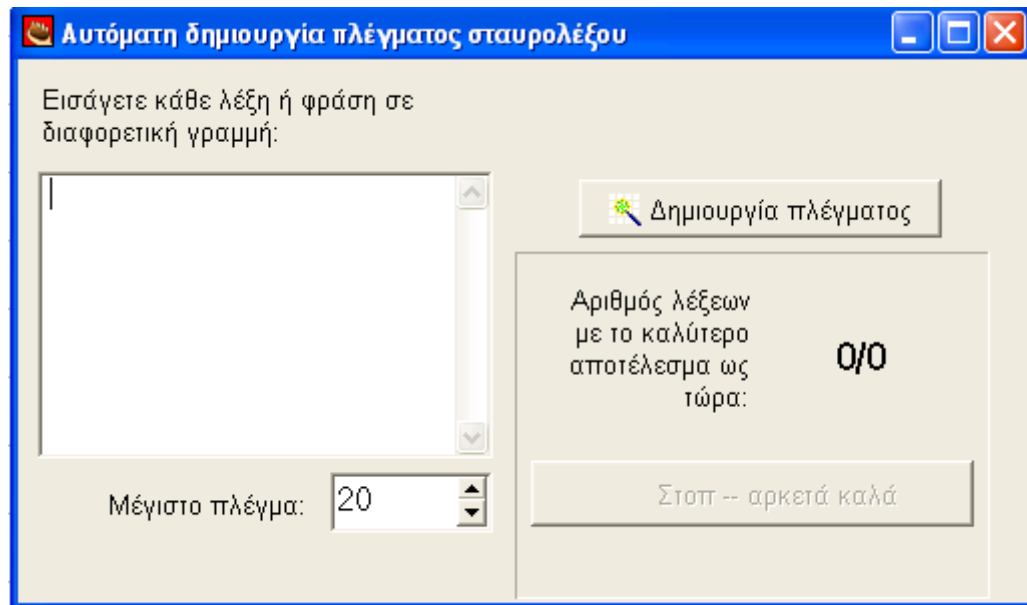 Αυτόματη δημιουργία πλέγματος σταυρολέξου
Εισάγετε κάθε λέξη ή φράση σε
διαφορετική γραμμή:
Δημιουργία πλέγματος
Αριθμός λέξεων
με το καλύτερο
αποτέλεσμα ως
τώρα:
0/0
Μέγιστο πλέγμα:
20
Στοπ -- αρκετά καλά